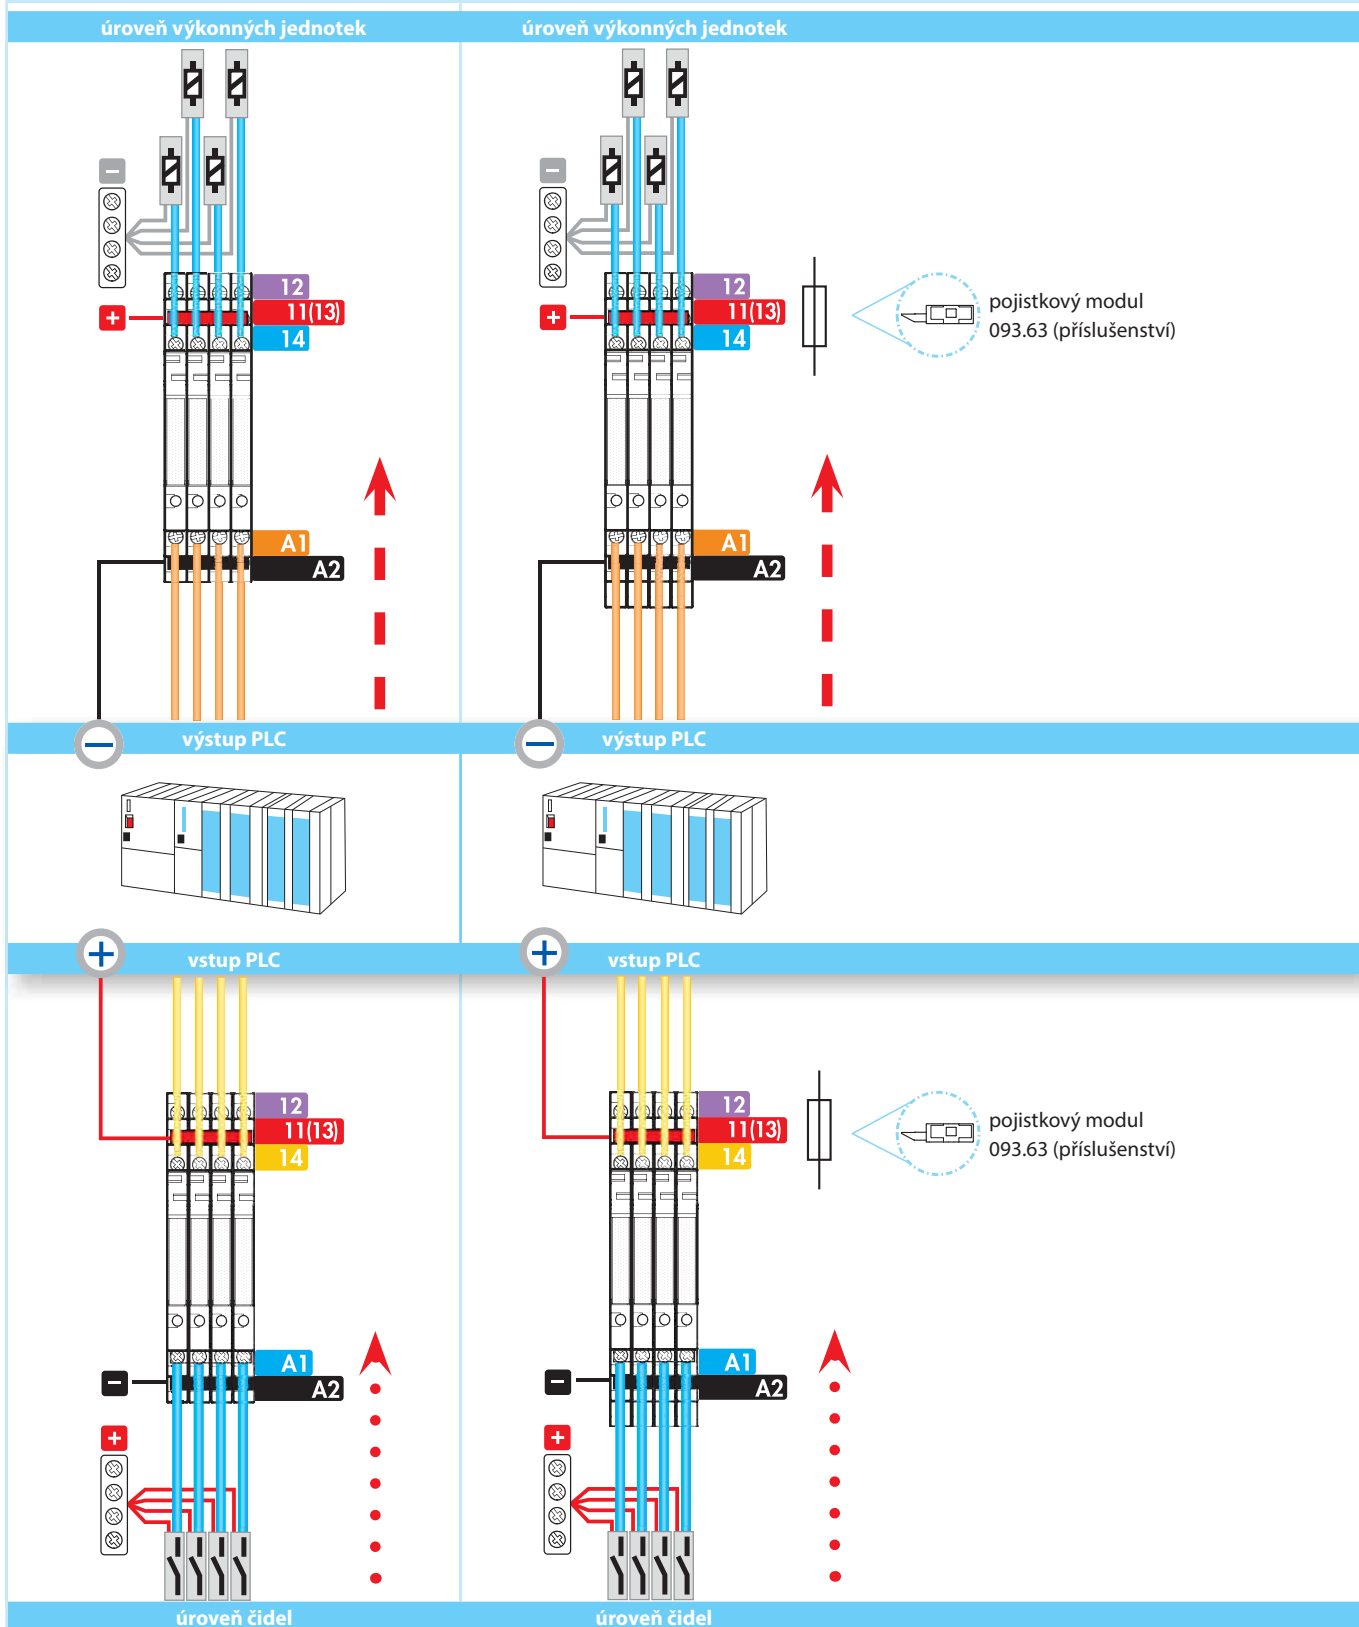 úroveň výkonných jednotek
úroveň výkonných jednotek
12
11(13)
14
12
11(13)
14
pojistkový modul
093.63 (příslušenství)
A1
A2
A1
A2
výstup PLC
výstup PLC
vstup PLC
vstup PLC
12
11(13)
14
12
11(13)
14
pojistkový modul
093.63 (příslušenství)
A1
A2
A1
A2
úroveň čidel
úroveň čidel